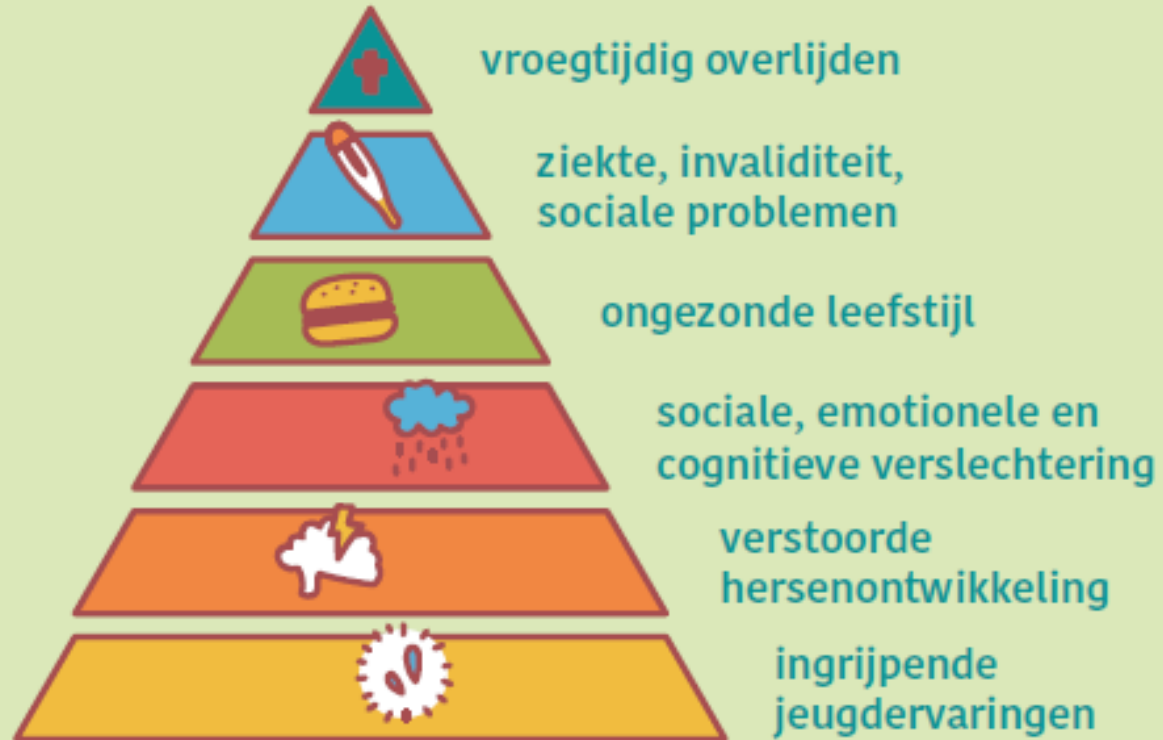 vroegtijdig overlijden
ziekte, invaliditeit,
sociale problemen
ongezonde leefstijl
sociale, emotionele en
cognitieve verslechtering
verstoorde
hersenontwikkeling
ingrijpende
jeugdervaringen